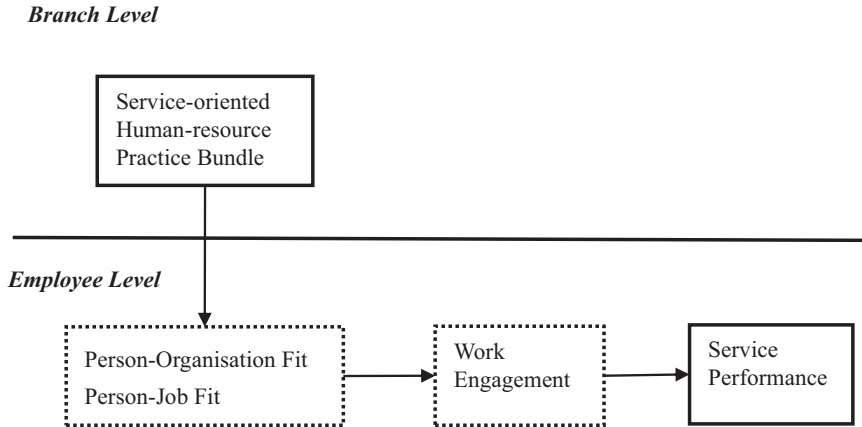 Branch Level
Service-oriented
Human-resource
Practice Bundle
Employee Level
Person-Organisation Fit
Person-Job Fit
Work
Engagement
Service
Performance